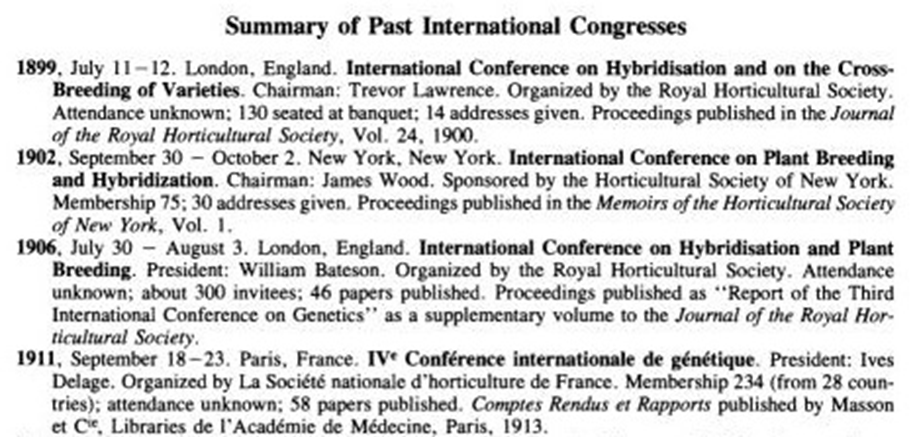 Summary of Past International Congresses
1899, July 11–12. London, England. International Conference on Hybridisation and on the Cross-
Breeding of Varieties. Chairman: Trevor Lawrence. Organized by the Royal Horticultural Society.
Attendance unknown; 130 seated at banquet; 14 addresses given. Proceedings published in the Journal
of the Royal Horticultural Society, Vol. 24, 1900.
1902, September 30 – October 2. New York, New York. International Conference on Plant Breeding
and Hybridization. Chairman: James Wood. Sponsored by the Horticultural Society of New York.
Membership 75; 30 addresses given. Proceedings published in the Memoirs of the Horticultural Society
of New York, Vol. 1.
1906, July 30 – August 3. London, England. International Conference on Hybridisation and Plant
Breeding. President: William Bateson. Organized by the Royal Horticultural Society. Attendance
unknown; about 300 invitees; 46 papers published. Proceedings published as "Report of the Third
International Conference on Genetics" as a supplementary volume to the Journal of the Royal Hor-
ticultural Society.
1911, September 18–23. Paris, France. IVᵉ Conférence internationale de génétique. President: Ives
Delage. Organized by La Société nationale d'horticulture de France. Membership 234 (from 28 coun-
tries); attendance unknown; 58 papers published. Comptes Rendus et Rapports published by Masson
et Cⁱᵉ, Libraries de l'Académie de Médecine, Paris, 1913.